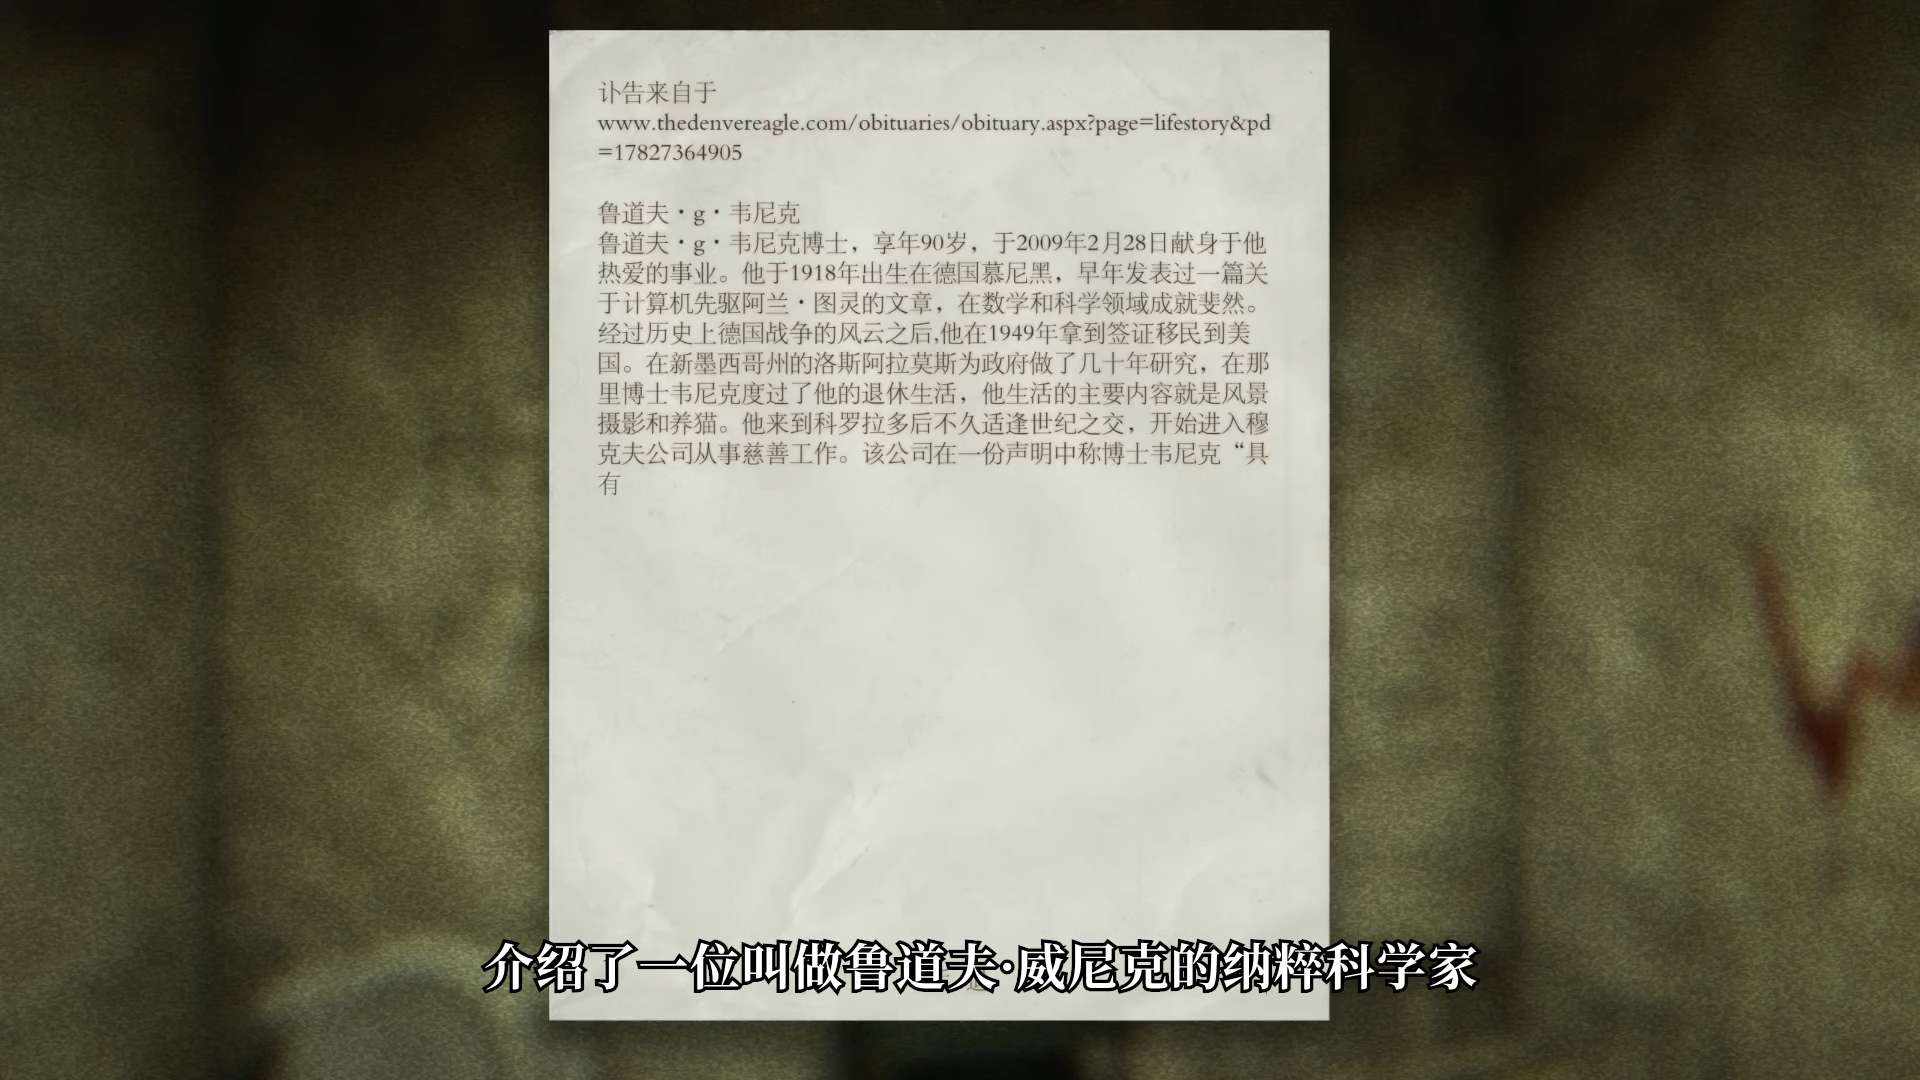 讣告来自于
www.thedenvereagle.com/obituaries/obituary.aspx?page=lifestory&pd
=17827364905
鲁道夫·g·韦尼克
鲁道夫·g·韦尼克博士，享年90岁，于2009年2月28日献身于他
热爱的事业。他于1918年出生在德国慕尼黑，早年发表过一篇关
于计算机先驱阿兰·图灵的文章，在数学和科学领域成就斐然。
经过历史上德国战争的风云之后,他在1949年拿到签证移民到美
国。在新墨西哥州的洛斯阿拉莫斯为政府做了几十年研究，在那
里博士韦尼克度过了他的退休生活，他生活的主要内容就是风景
摄影和养猫。他来到科罗拉多后不久适逢世纪之交，开始进入穆
克夫公司从事慈善工作。该公司在一份声明中称博士韦尼克“具
有
介绍了一位叫做鲁道夫·威尼克的纳粹科学家